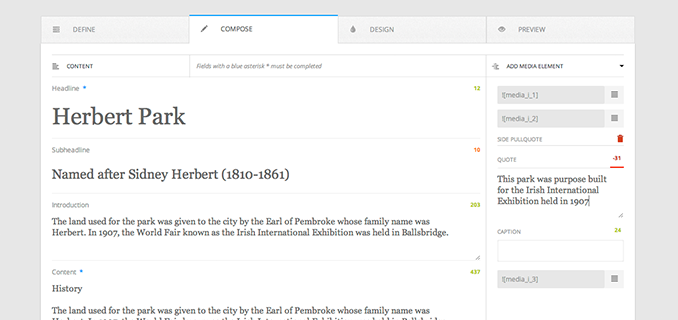 DEFINE
COMPOSE
DESIGN
PREVIEW
CONTENT
Fields with a blue asterisk * must be completed
ADD MEDIA ELEMENT
Headline *
12
Herbert Park
Subheadline
10
Named after Sidney Herbert (1810-1861)
Introduction
203
The land used for the park was given to the city by the Earl of Pembroke whose family name was
Herbert. In 1907, the World Fair known as the Irish International Exhibition was held in Ballsbridge.
Content *
437
History
The land used for the park was given to the city by the Earl of Pembroke whose family name was
![media_i_1]
![media_i_2]
SIDE PULLQUOTE
QUOTE
-31
This park was purpose built
for the Irish International
Exhibition held in 1907
CAPTION
24
![media_i_3]